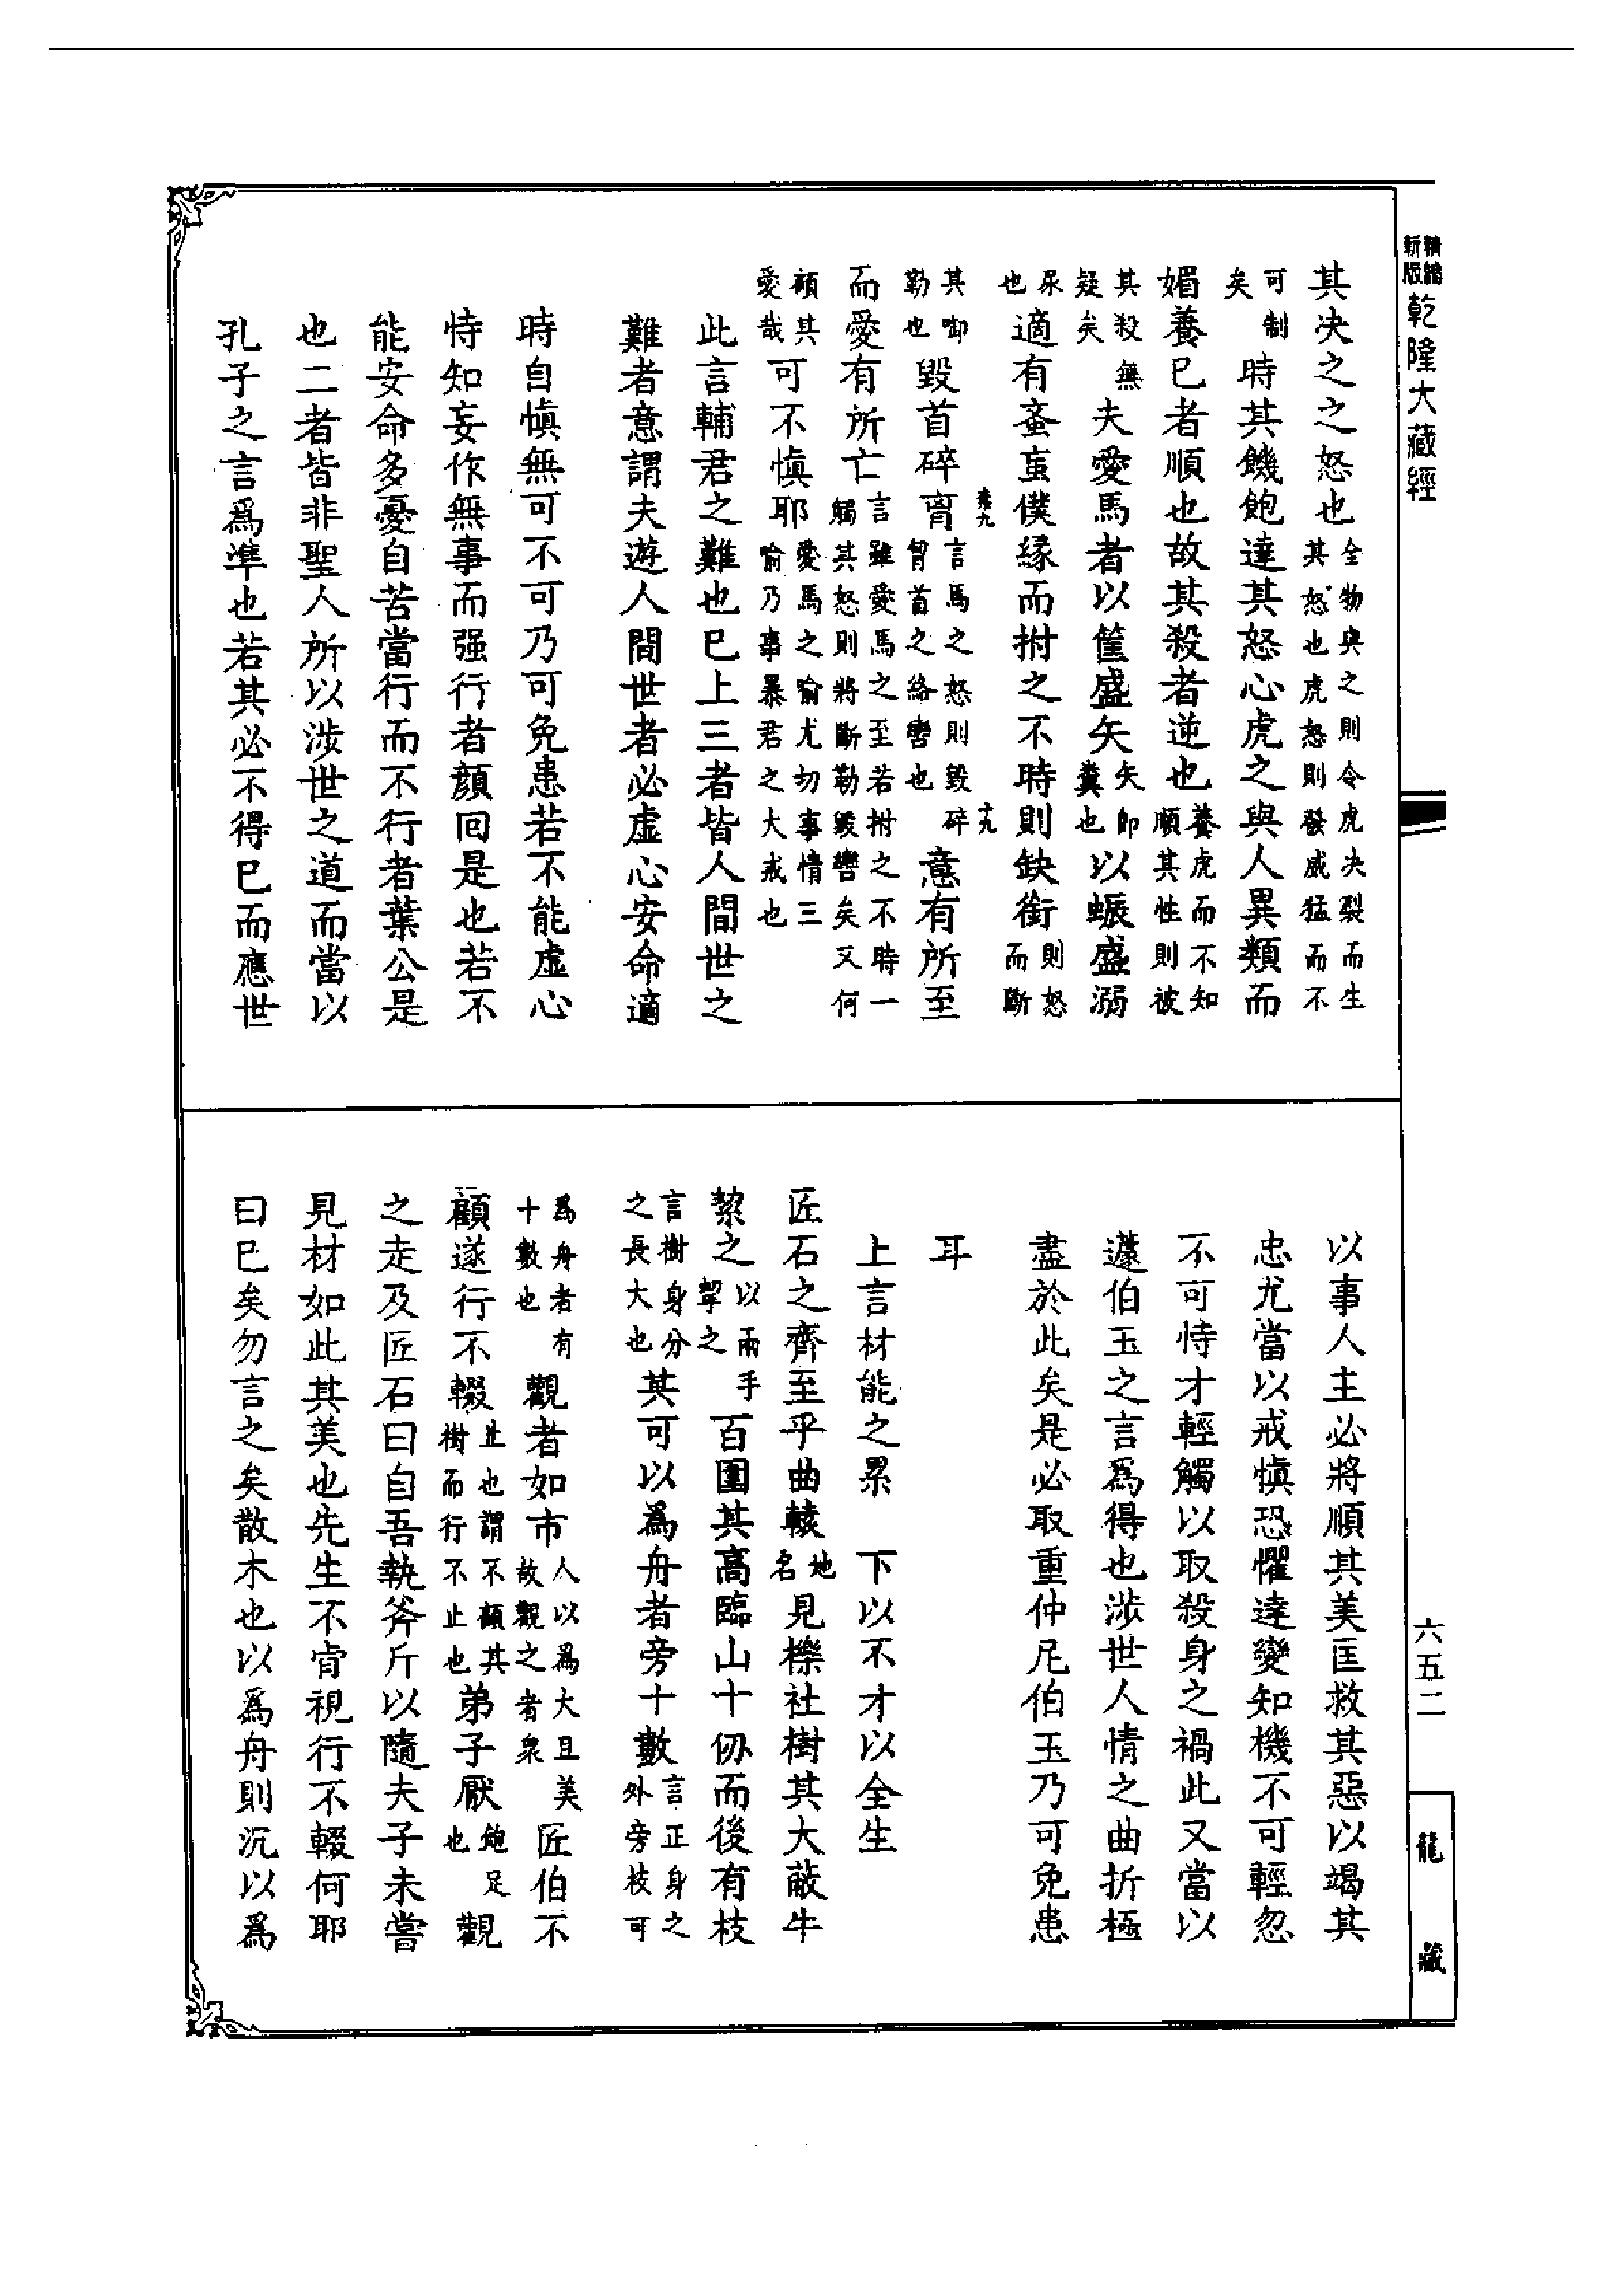 精縮新版乾隆大藏經
其決之之怒也全物與之則令虎决裂而生其怒也虎怒則發威猛而不
可制矣時其饑飽達其怒心虎之與人異類而
媚養已者順也故其殺者逆也養虎而不知順其性則被
其殺無疑矣夫愛馬者以筐盛矢矢即糞也以蜄盛溺
尿也適有蚤䖟僕緣而拊之不時則缺銜則怒而斷
其啣勒也毀首碎胷言馬之怒則毀碎胷首之絡轡也意有所至
卷九
十九
而愛有所亡言雖愛馬之至若拊之不時一觸其怒則將斷勒毀轡矣又何
顧其愛哉可不慎耶愛馬之喻尤切事情三喻乃事暴君之大戒也
此言輔君之難也已上三者皆人間世之
難者意謂夫遊人間世者必虛心安命適
時自慎無可不可乃可免患若不能虛心
恃知妄作無事而强行者顔回是也若不
能安命多憂自苦當行而不行者葉公是
也二者皆非聖人所以涉世之道而當以
孔子之言爲準也若其必不得已而應世
以事人主必將順其美匡救其惡以竭其
忠尤當以戒慎恐懼達變知機不可輕忽
不可恃才輕觸以取殺身之禍此又當以
蘧伯玉之言爲得也涉世人情之曲折極
盡於此矣是必取重仲尼伯玉乃可免患
耳
上言材能之累 下以不才以全生
匠石之齊至乎曲轅地名見櫟社樹其大蔽牛
絜之以兩手挈之百圍其高臨山十仞而後有枝
言樹身分之長大也其可以爲舟者旁十數言正身之外旁枝可
爲舟者有十數也觀者如市人以爲大且美故觀之者衆匠伯不
顧遂行不輟止也謂不顧其樹而行不止也弟子厭飽足也觀
之走及匠石曰自吾執斧斤以隨夫子未嘗
見材如此其美也先生不肯視行不輟何耶
曰已矣勿言之矣散木也以爲舟則沉以爲
六五二
龍藏